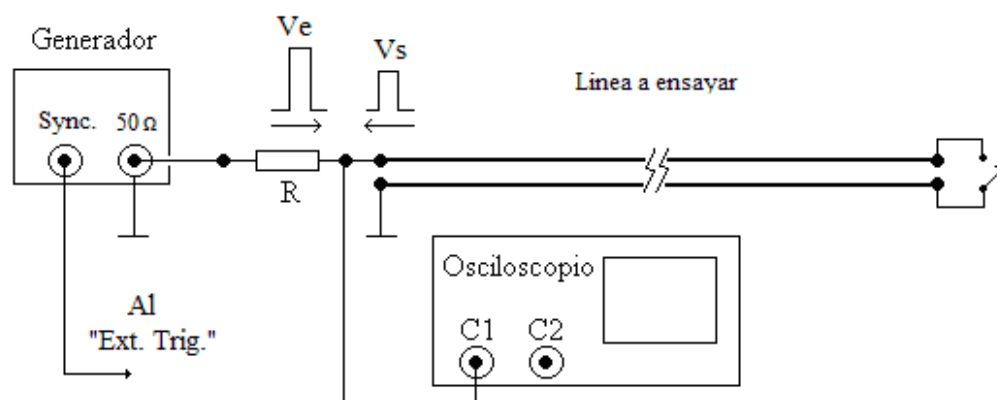 Generador
Sync.
50 Ω
Ve
Vs
R
Linea a ensayar
Al
"Ext. Trig."
Osciloscopio
C1
C2